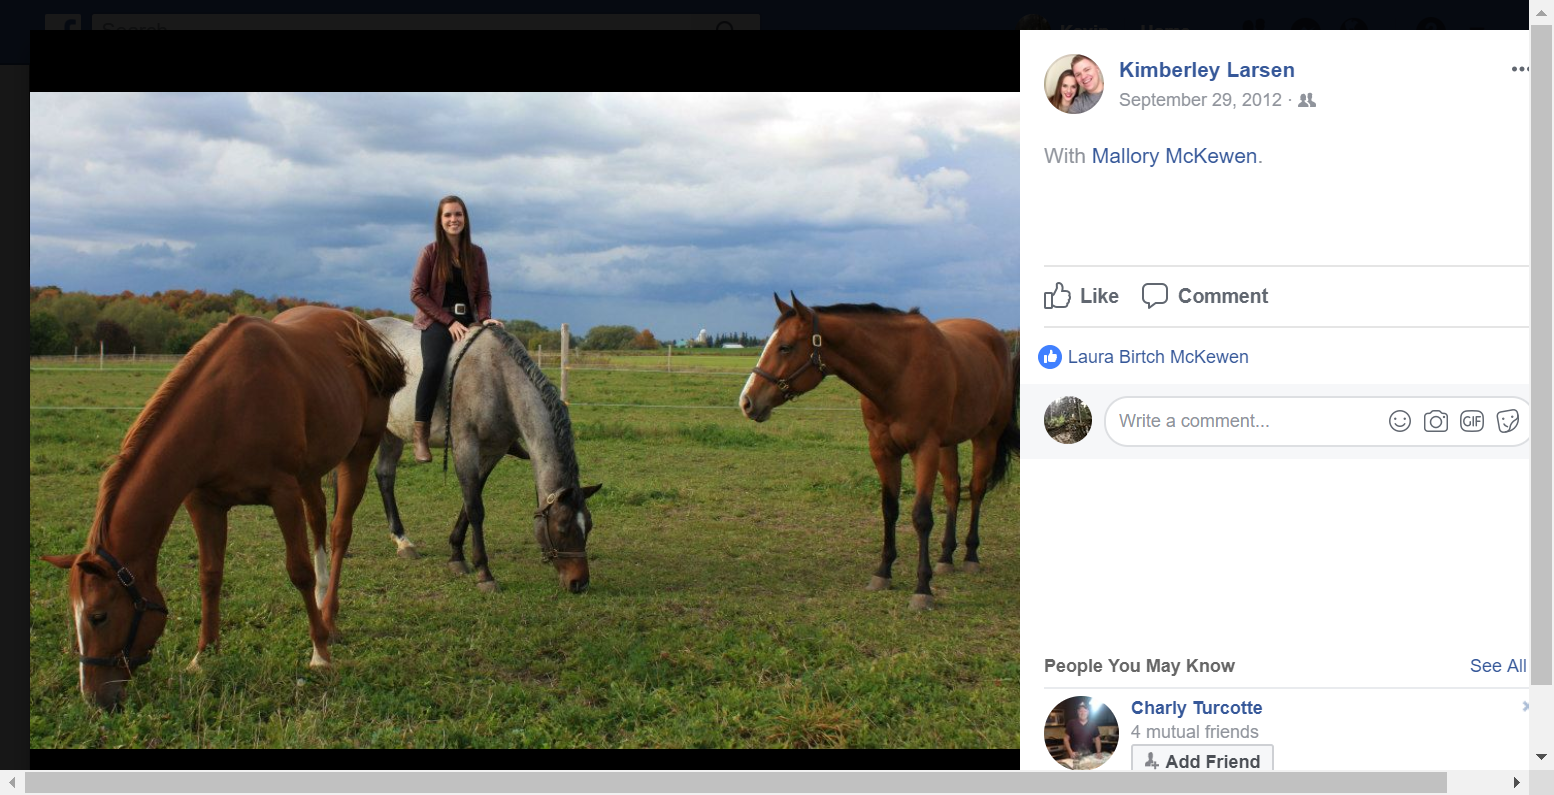 Search
Kimberley Larsen
September 29, 2012 ·
With Mallory McKewen.
Like Comment
Laura Birtch McKewen
Write a comment...
GIF
People You May Know
See All
Charly Turcotte
4 mutual friends
Add Friend